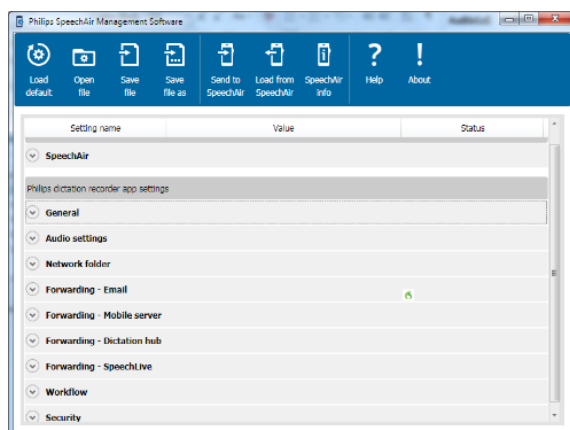 Philips SpeechAir Management Software
Load default
Open file
Save file
Save file as
Send to SpeechAir
Load from SpeechAir
SpeechAir info
Help
About
Setting name Value Status
SpeechAir
Philips dictation recorder app settings
General
Audio settings
Network folder
Forwarding - Email
Forwarding - Mobile server
Forwarding - Dictation hub
Forwarding - SpeechLive
Workflow
Security